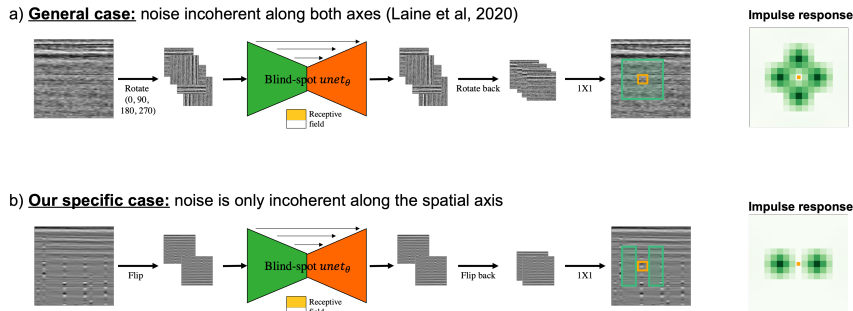 a) General case: noise incoherent along both axes (Laine et al, 2020)
Impulse response
Blind-spot unetθ
Rotate
(0, 90,
180, 270)
Rotate back
1X1
Receptive
field
b) Our specific case: noise is only incoherent along the spatial axis
Impulse response
Blind-spot unetθ
Flip
Flip back
1X1
Receptive
field